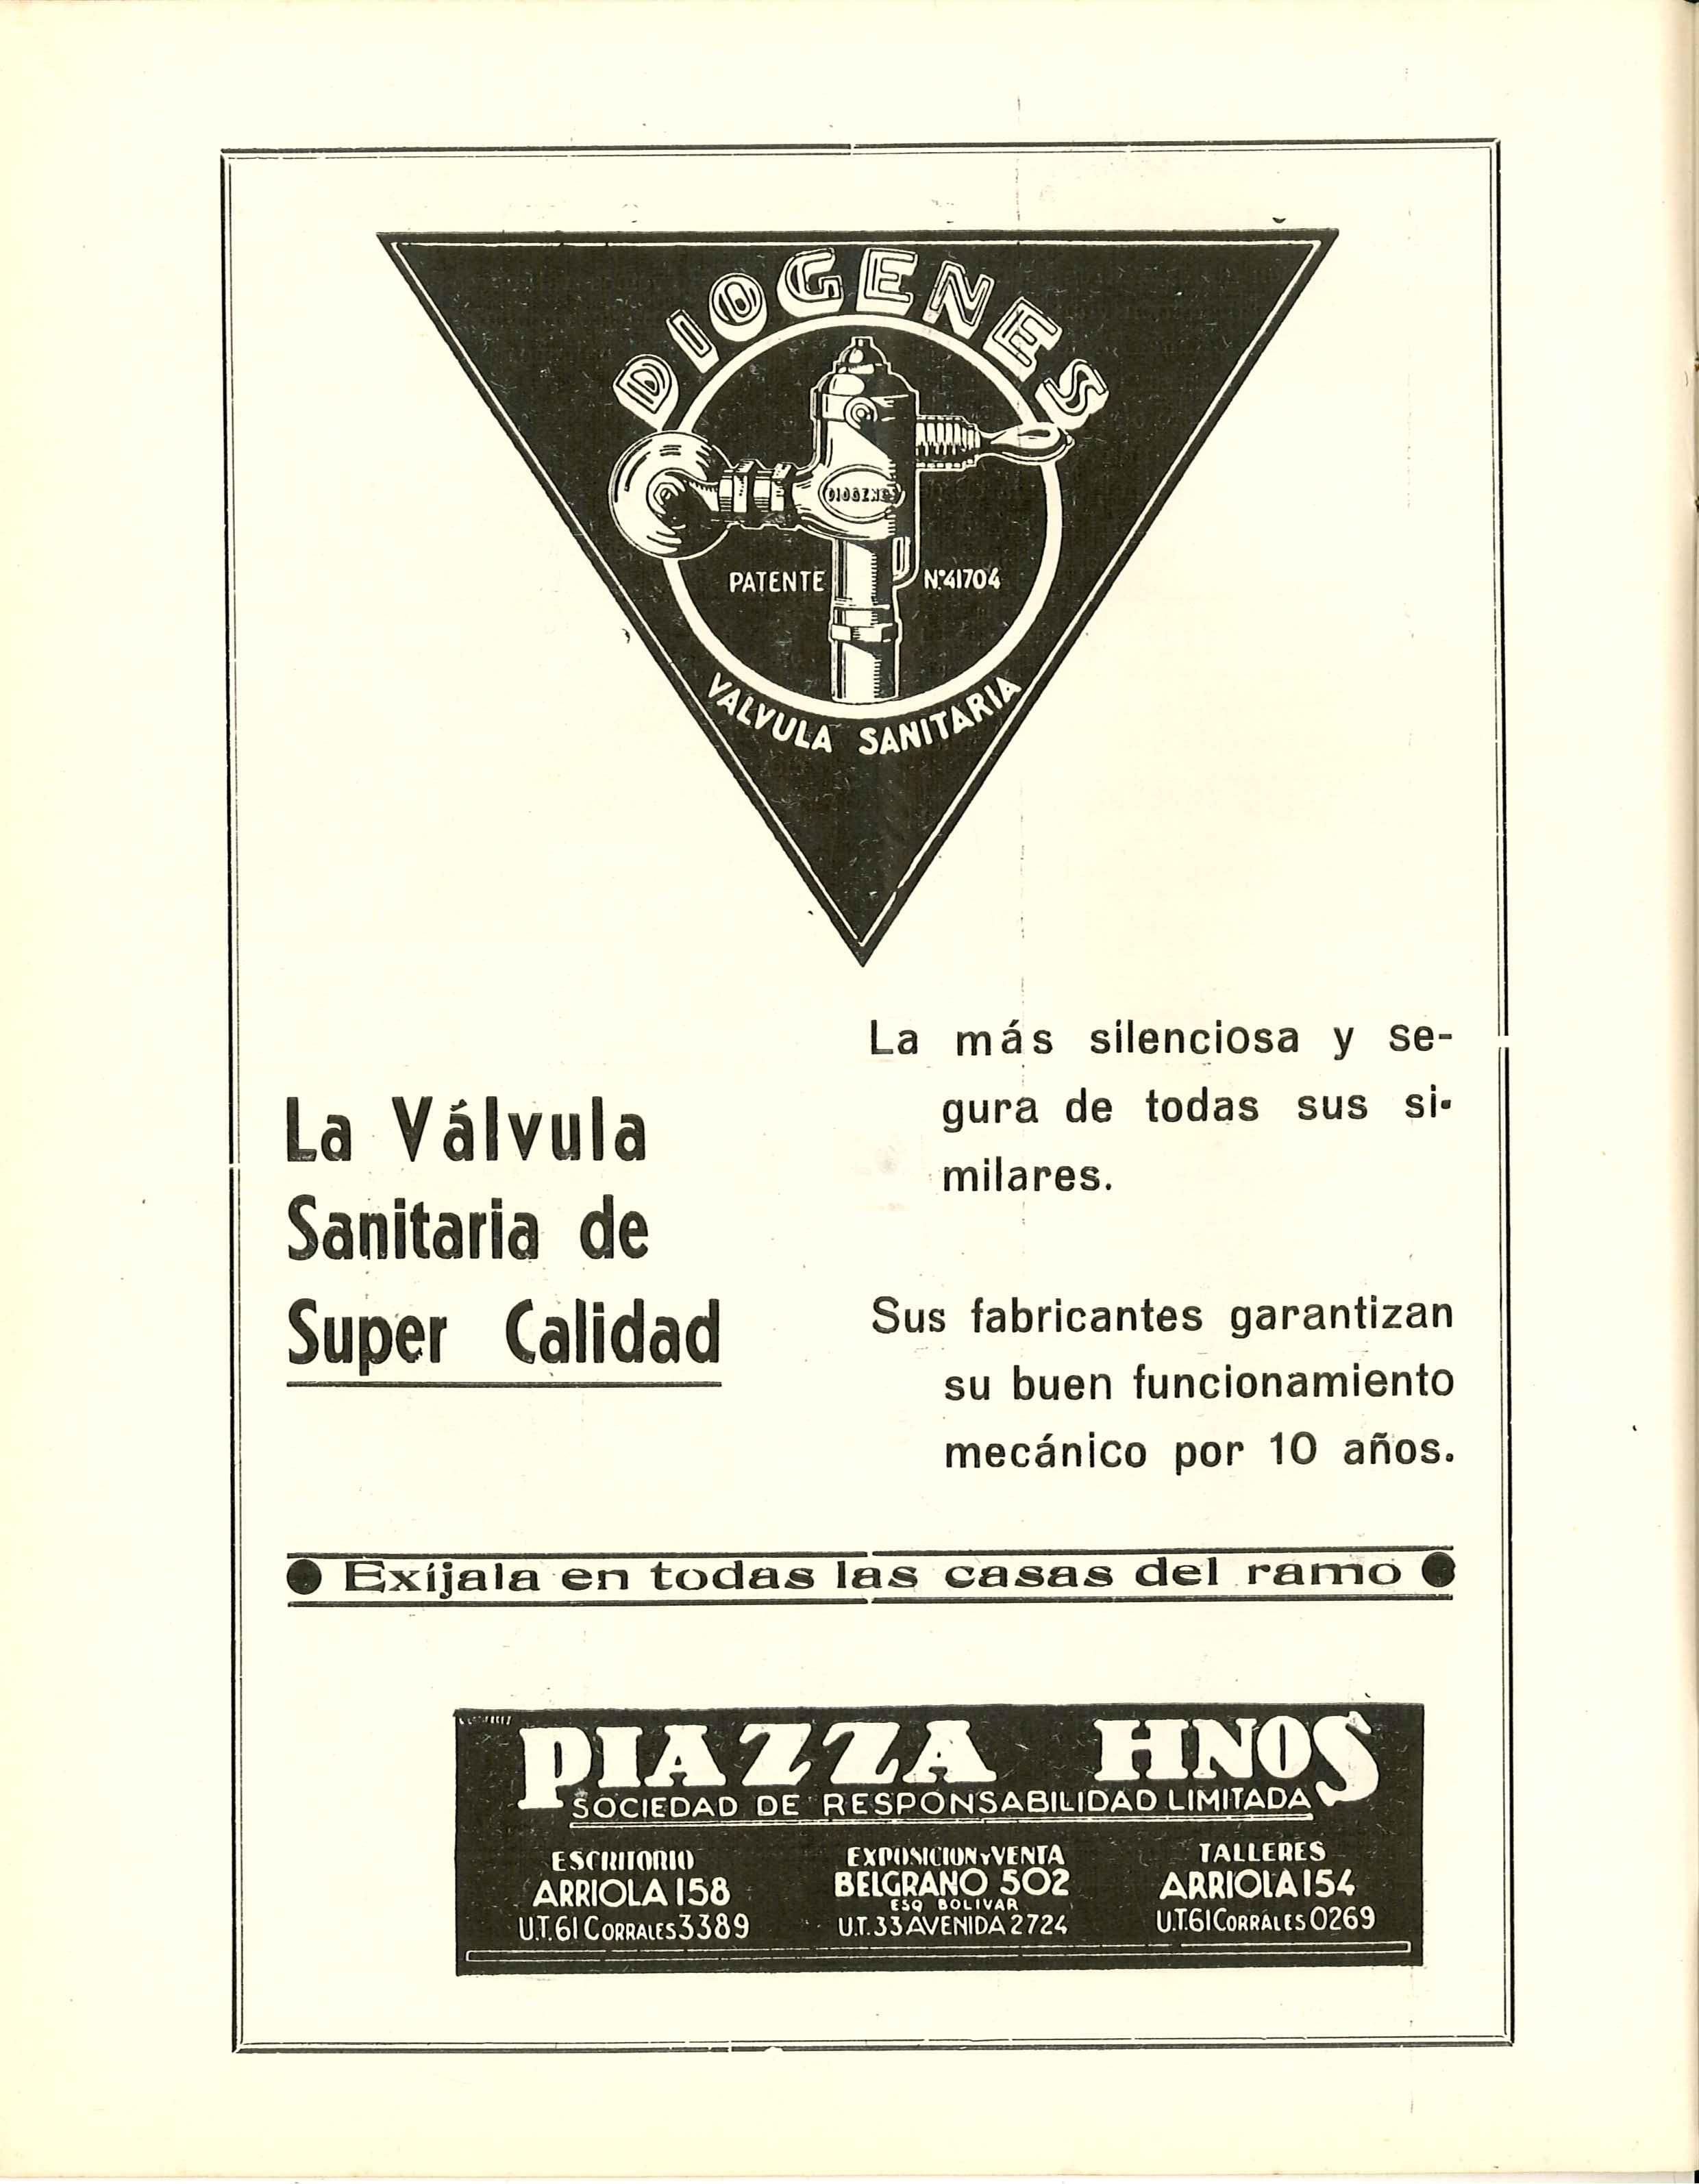 DIOGENES
DIOGENES
PATENTE Nº41704
VALVULA SANITARIA
La Válvula
Sanitaria de
Super Calidad
La más silenciosa y se-
gura de todas sus si-
milares.
Sus fabricantes garantizan
su buen funcionamiento
mecánico por 10 años.
Exíjala en todas las casas del ramo
PIAZZA HNOS
SOCIEDAD DE RESPONSABILIDAD LIMITADA
ESCRITORIO
ARRIOLA 158
U.T. 61 CORRALES 3389
EXPOSICION Y VENTA
BELGRANO 502
ESQ BOLIVAR
U.T. 33 AVENIDA 2724
TALLERES
ARRIOLA 154
U.T. 61 CORRALES 0269